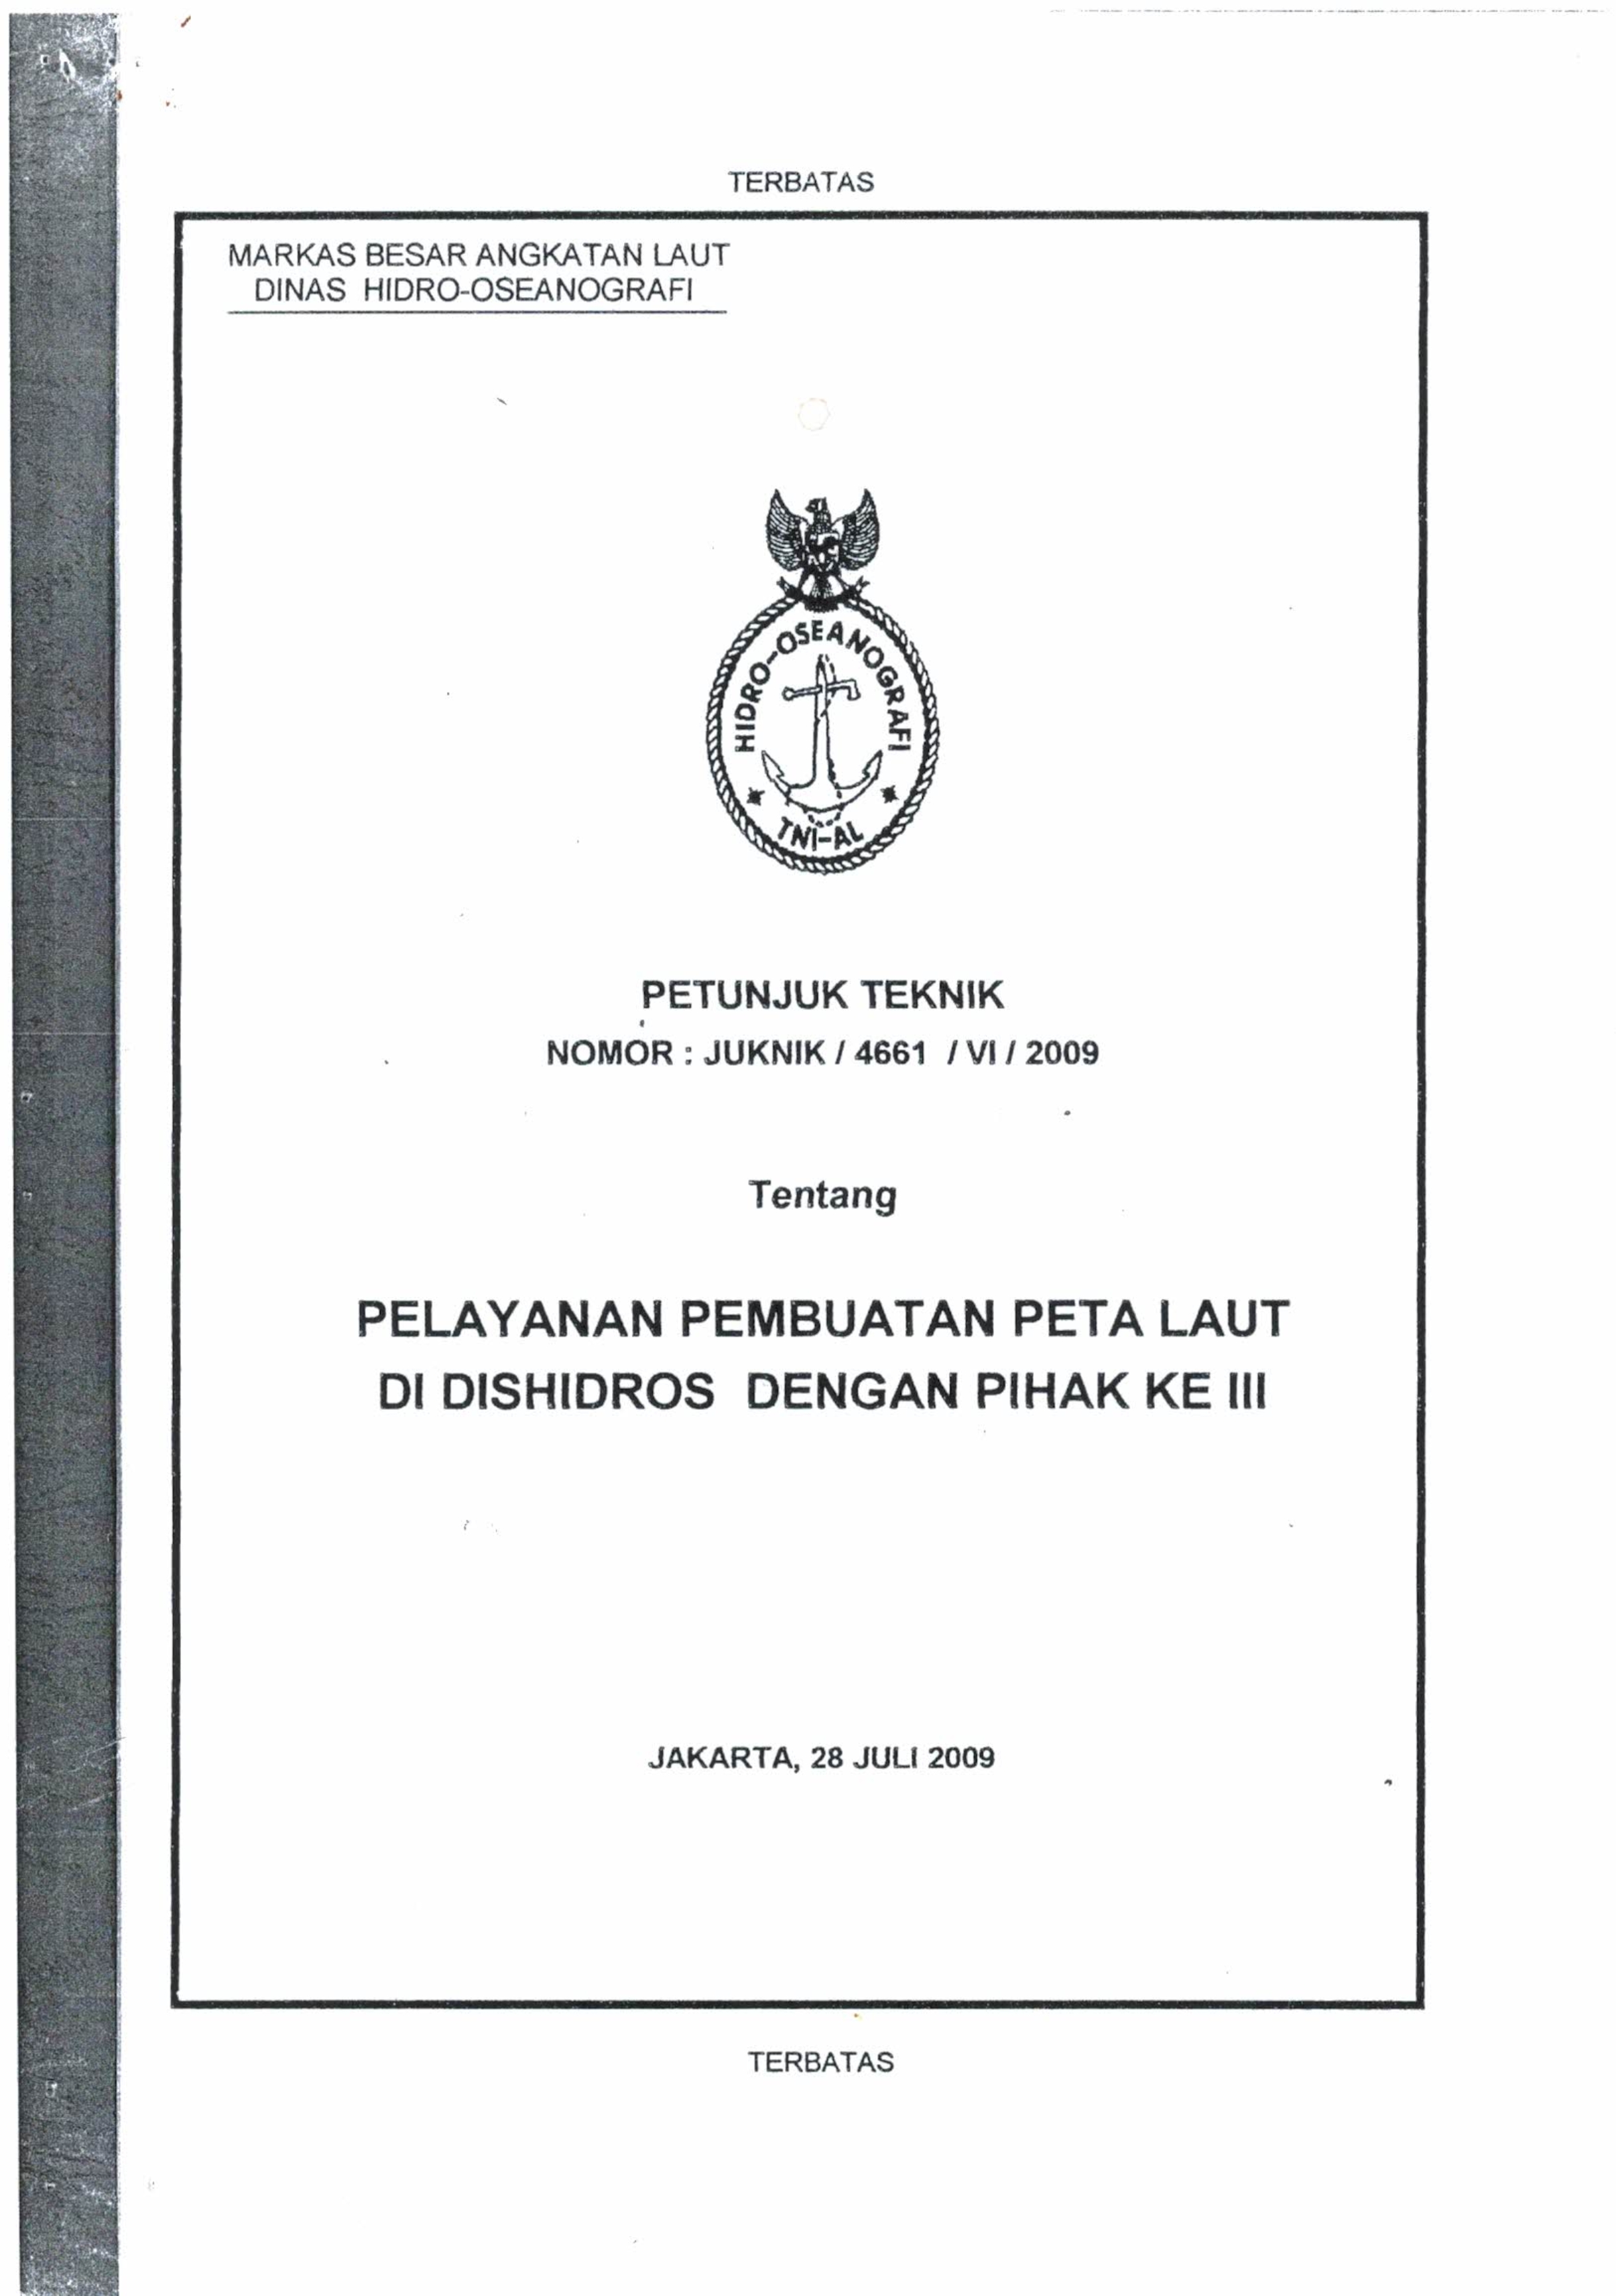 TERBATAS
MARKAS BESAR ANGKATAN LAUT
DINAS HIDRO-OSEANOGRAFI
HIDRO-OSEANOGRAFI
TNI-AL
PETUNJUK TEKNIK
NOMOR : JUKNIK / 4661 / VI / 2009
Tentang
PELAYANAN PEMBUATAN PETA LAUT
DI DISHIDROS DENGAN PIHAK KE III
JAKARTA, 28 JULI 2009
TERBATAS